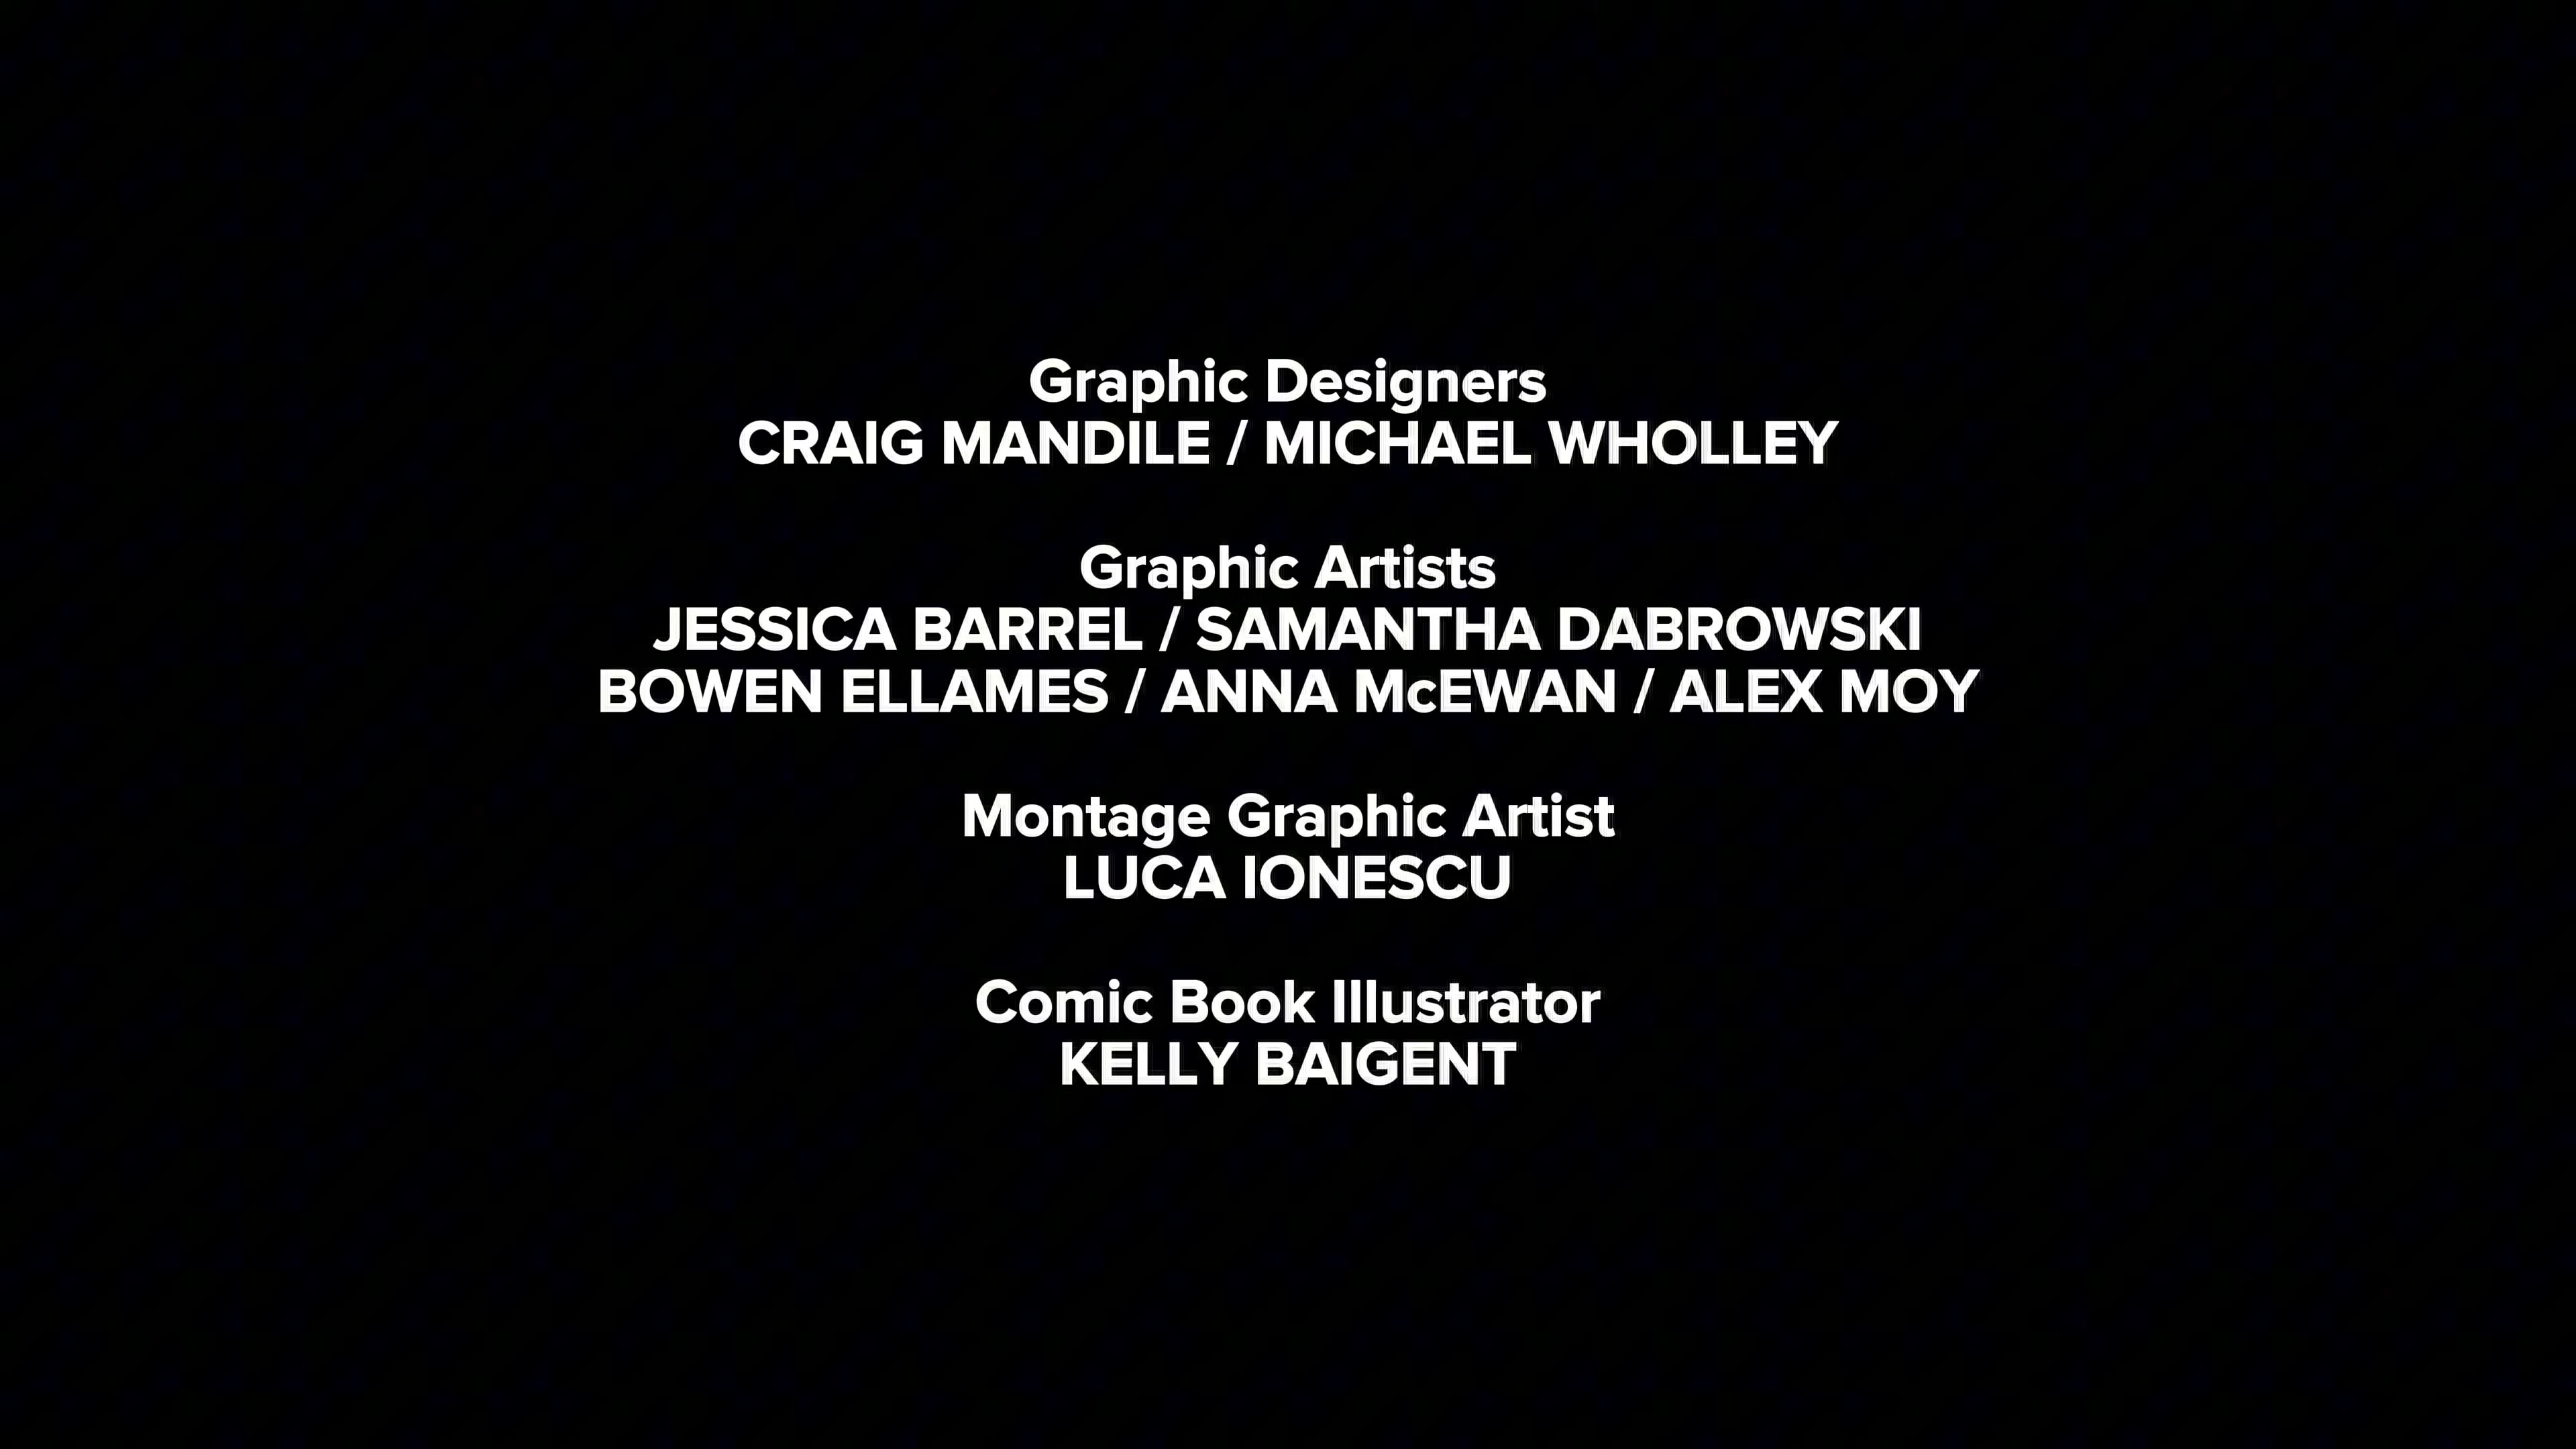 Graphic Designers
CRAIG MANDILE / MICHAEL WHOLLEY
Graphic Artists
JESSICA BARREL / SAMANTHA DABROWSKI
BOWEN ELLAMES / ANNA McEWAN / ALEX MOY
Montage Graphic Artist
LUCA IONESCU
Comic Book Illustrator
KELLY BAIGENT